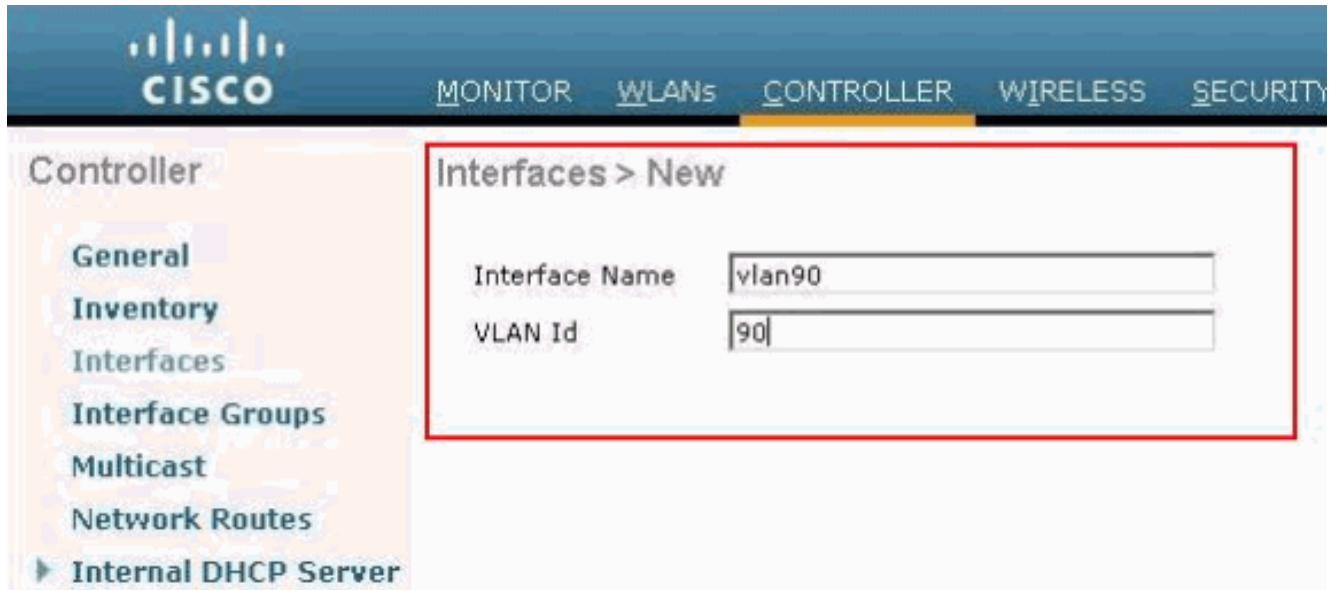 CISCO
MONITOR WLANs CONTROLLER WIRELESS SECURITY
Controller
General
Inventory
Interfaces
Interface Groups
Multicast
Network Routes
Internal DHCP Server
Interfaces > New
Interface Name vlan90
VLAN Id 90